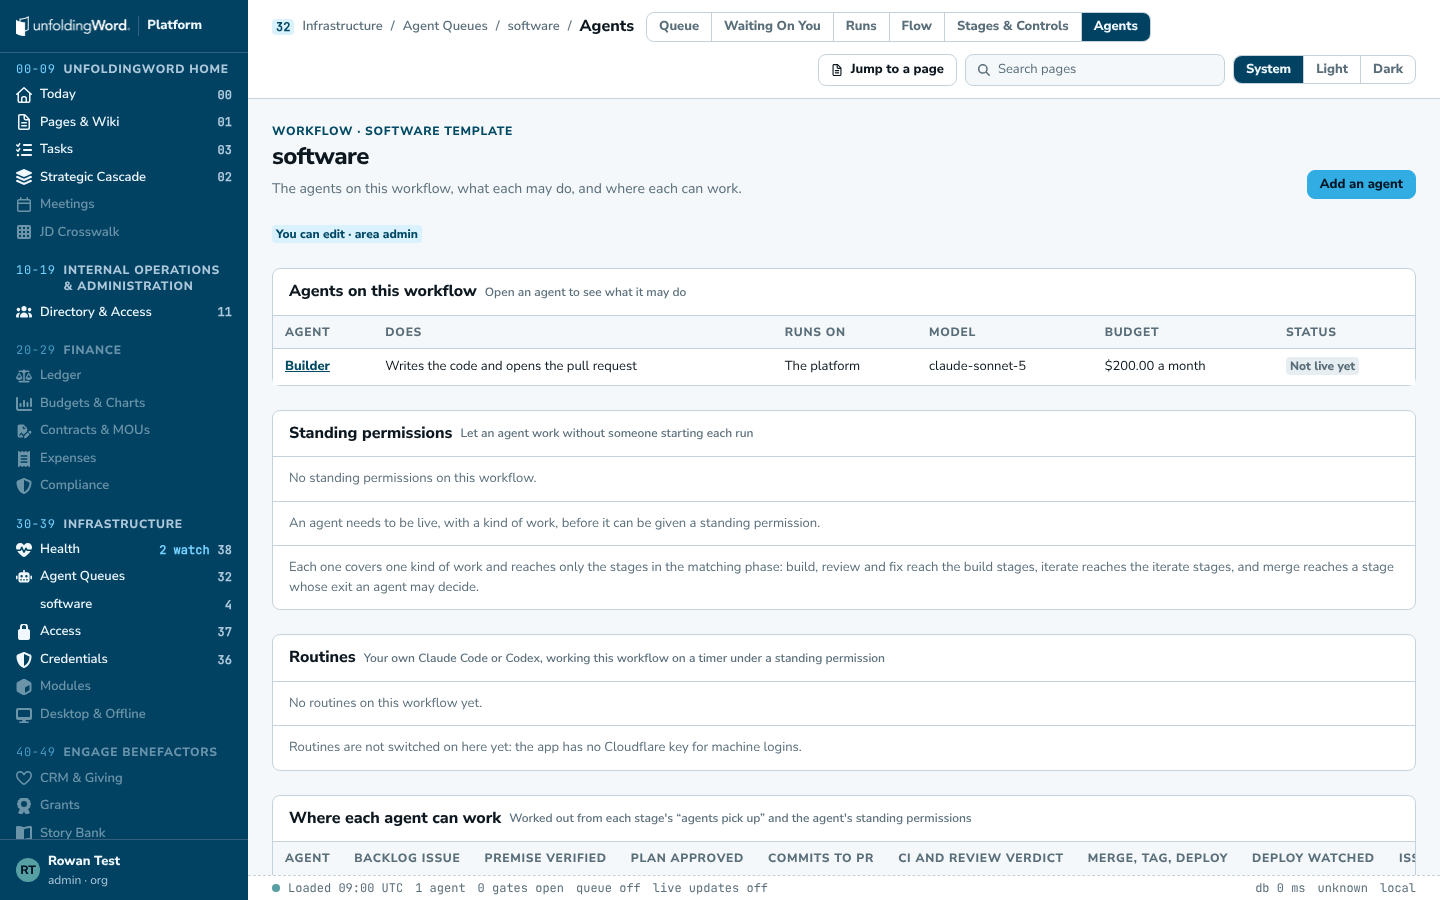 unfoldingWord. Platform
00-09 UNFOLDINGWORD HOME
Today 00
Pages & Wiki 01
Tasks 03
Strategic Cascade 02
Meetings
JD Crosswalk
10-19 INTERNAL OPERATIONS
& ADMINISTRATION
Directory & Access 11
20-29 FINANCE
Ledger
Budgets & Charts
Contracts & MOUs
Expenses
Compliance
30-39 INFRASTRUCTURE
Health 2 watch 38
Agent Queues 32
software 4
Access 37
Credentials 36
Modules
Desktop & Offline
40-49 ENGAGE BENEFACTORS
CRM & Giving
Grants
Story Bank
RT Rowan Test
admin · org
32 Infrastructure / Agent Queues / software / Agents Queue Waiting On You Runs Flow Stages & Controls Agents
Jump to a page Search pages System Light Dark
WORKFLOW · SOFTWARE TEMPLATE
software
The agents on this workflow, what each may do, and where each can work.
Add an agent
You can edit · area admin
Agents on this workflow Open an agent to see what it may do
AGENT DOES RUNS ON MODEL BUDGET STATUS
Builder Writes the code and opens the pull request The platform claude-sonnet-5 $200.00 a month Not live yet
Standing permissions Let an agent work without someone starting each run
No standing permissions on this workflow.
An agent needs to be live, with a kind of work, before it can be given a standing permission.
Each one covers one kind of work and reaches only the stages in the matching phase: build, review and fix reach the build stages, iterate reaches the iterate stages, and merge reaches a stage
whose exit an agent may decide.
Routines Your own Claude Code or Codex, working this workflow on a timer under a standing permission
No routines on this workflow yet.
Routines are not switched on here yet: the app has no Cloudflare key for machine logins.
Where each agent can work Worked out from each stage's “agents pick up” and the agent's standing permissions
AGENT BACKLOG ISSUE PREMISE VERIFIED PLAN APPROVED COMMITS TO PR CI AND REVIEW VERDICT MERGE, TAG, DEPLOY DEPLOY WATCHED ISS
Loaded 09:00 UTC 1 agent 0 gates open queue off live updates off db 0 ms unknown local